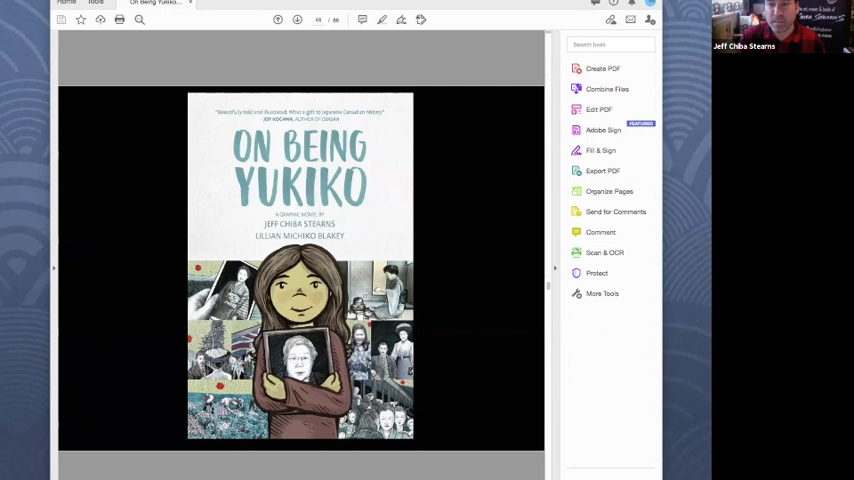 Home
Tools
On Being Yukiko...
"Beautifully told and illustrated. What a gift to Japanese Canadian history."
JOY KOGAWA, AUTHOR OF OBASAN
ON BEING
YUKIKO
A GRAPHIC NOVEL BY
JEFF CHIBA STEARNS
LILLIAN MICHIKO BLAKEY
Search tools
Create PDF
Combine Files
Edit PDF
FEATURED
Adobe Sign
Fill & Sign
Export PDF
Organize Pages
Send for Comments
Comment
Scan & OCR
Protect
More Tools
Jeff Chiba Stearns